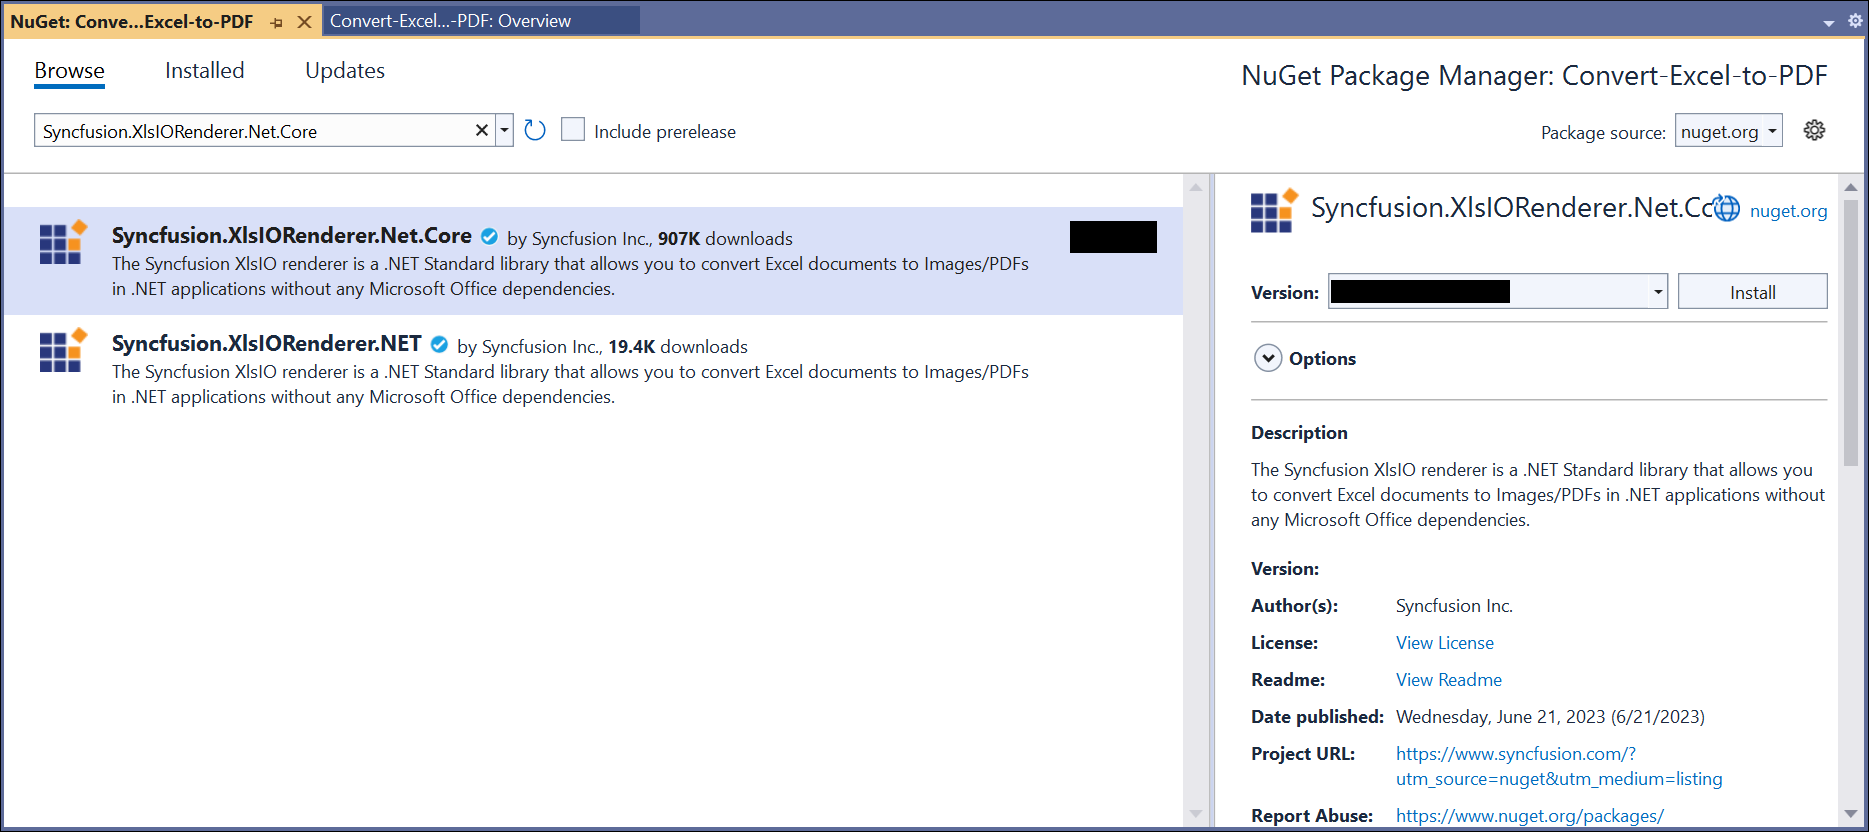 NuGet: Conve...Excel-to-PDF
Convert-Excel...-PDF: Overview
Browse
Installed
Updates
NuGet Package Manager: Convert-Excel-to-PDF
Syncfusion.XlsIORenderer.Net.Core
Include prerelease
Package source:
nuget.org
Syncfusion.XlsIORenderer.Net.Core by Syncfusion Inc., 907K downloads
The Syncfusion XlsIO renderer is a .NET Standard library that allows you to convert Excel documents to Images/PDFs
in .NET applications without any Microsoft Office dependencies.
Syncfusion.XlsIORenderer.NET by Syncfusion Inc., 19.4K downloads
The Syncfusion XlsIO renderer is a .NET Standard library that allows you to convert Excel documents to Images/PDFs
in .NET applications without any Microsoft Office dependencies.
Syncfusion.XlsIORenderer.Net.Cc
nuget.org
Version:
Install
Options
Description
The Syncfusion XlsIO renderer is a .NET Standard library that allows you
to convert Excel documents to Images/PDFs in .NET applications without
any Microsoft Office dependencies.
Version:
Author(s): Syncfusion Inc.
License: View License
Readme: View Readme
Date published: Wednesday, June 21, 2023 (6/21/2023)
Project URL: https://www.syncfusion.com/?
utm_source=nuget&utm_medium=listing
Report Abuse: https://www.nuget.org/packages/